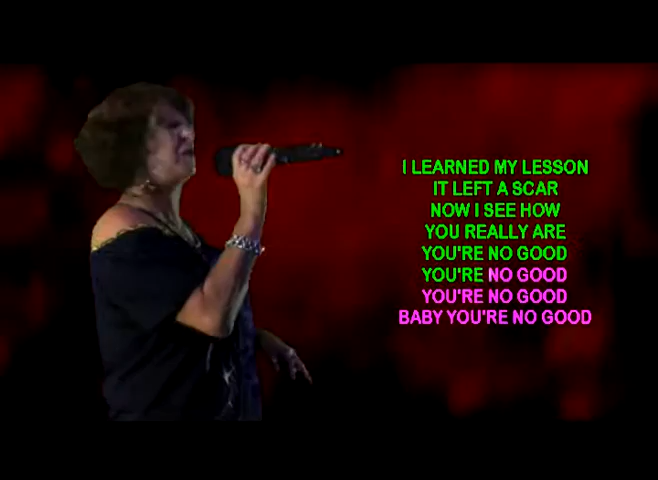 I LEARNED MY LESSON
IT LEFT A SCAR
NOW I SEE HOW
YOU REALLY ARE
YOU'RE NO GOOD
YOU'RE NO GOOD
YOU'RE NO GOOD
BABY YOU'RE NO GOOD